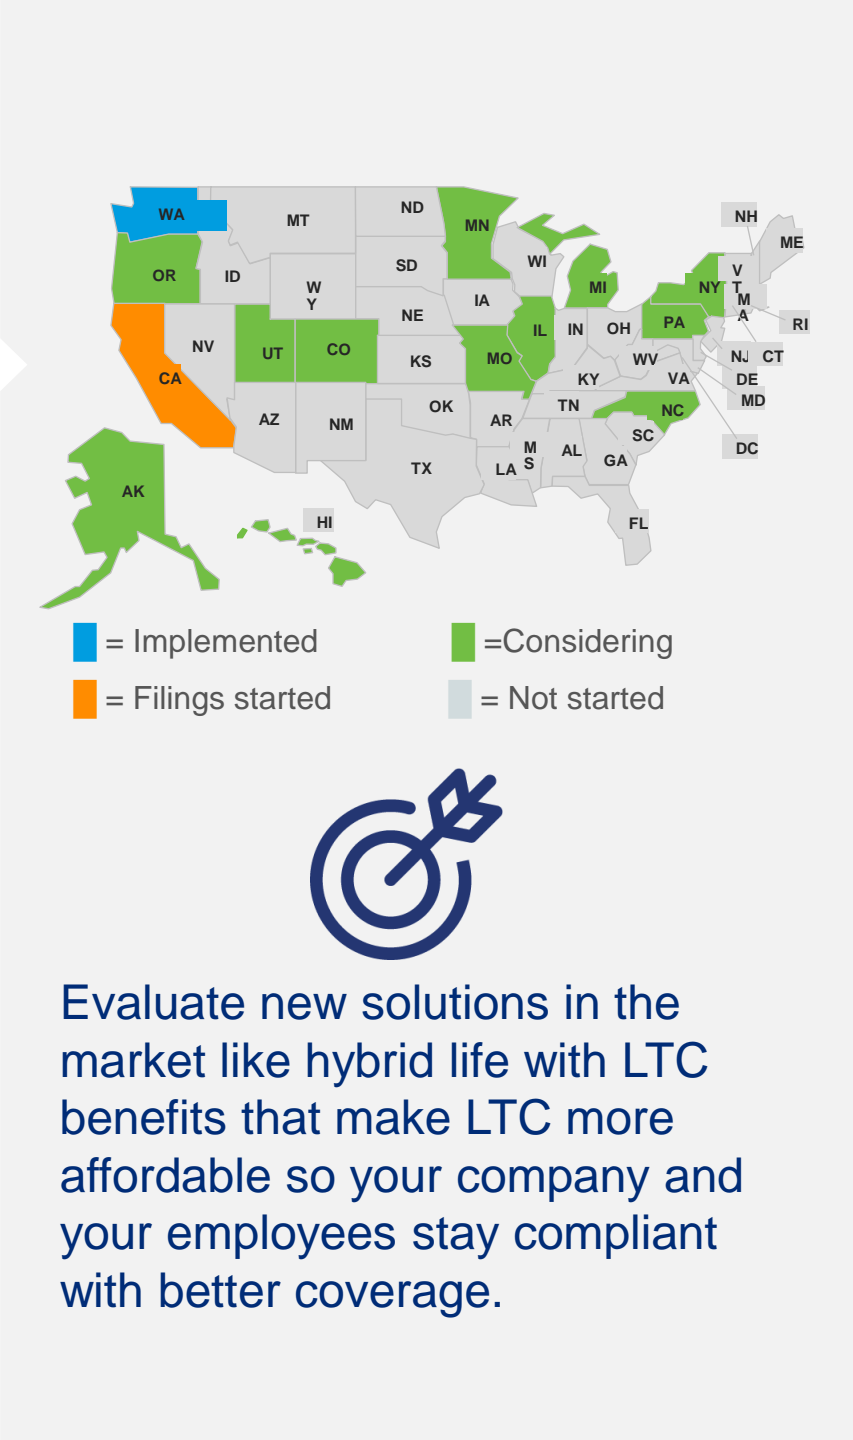 WA
MT
ND
MN
NH
ME
OR
ID
SD
WI
V
T
W
Y
IA
MI
NY
M
A
NE
NV
UT
CO
KS
MO
IL
IN
OH
PA
RI
CA
WV
NJ
CT
KY
VA
DE
MD
AZ
NM
OK
AR
TN
NC
SC
DC
TX
LA
M
S
AL
GA
AK
HI
FL
= Implemented
=Considering
= Filings started
= Not started
Evaluate new solutions in the
market like hybrid life with LTC
benefits that make LTC more
affordable so your company and
your employees stay compliant
with better coverage.